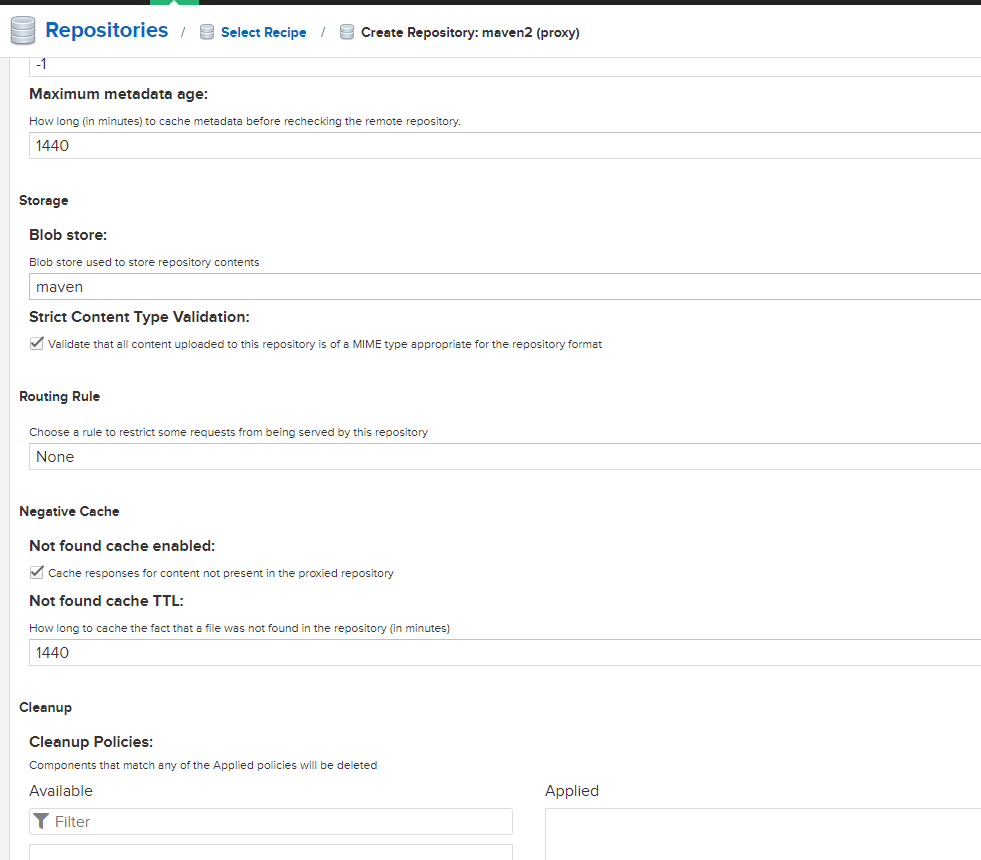 Repositories / Select Recipe / Create Repository: maven2 (proxy)
-1
Maximum metadata age:
How long (in minutes) to cache metadata before rechecking the remote repository.
1440
Storage
Blob store:
Blob store used to store repository contents
maven
Strict Content Type Validation:
Validate that all content uploaded to this repository is of a MIME type appropriate for the repository format
Routing Rule
Choose a rule to restrict some requests from being served by this repository
None
Negative Cache
Not found cache enabled:
Cache responses for content not present in the proxied repository
Not found cache TTL:
How long to cache the fact that a file was not found in the repository (in minutes)
1440
Cleanup
Cleanup Policies:
Components that match any of the Applied policies will be deleted
Available Applied
Filter